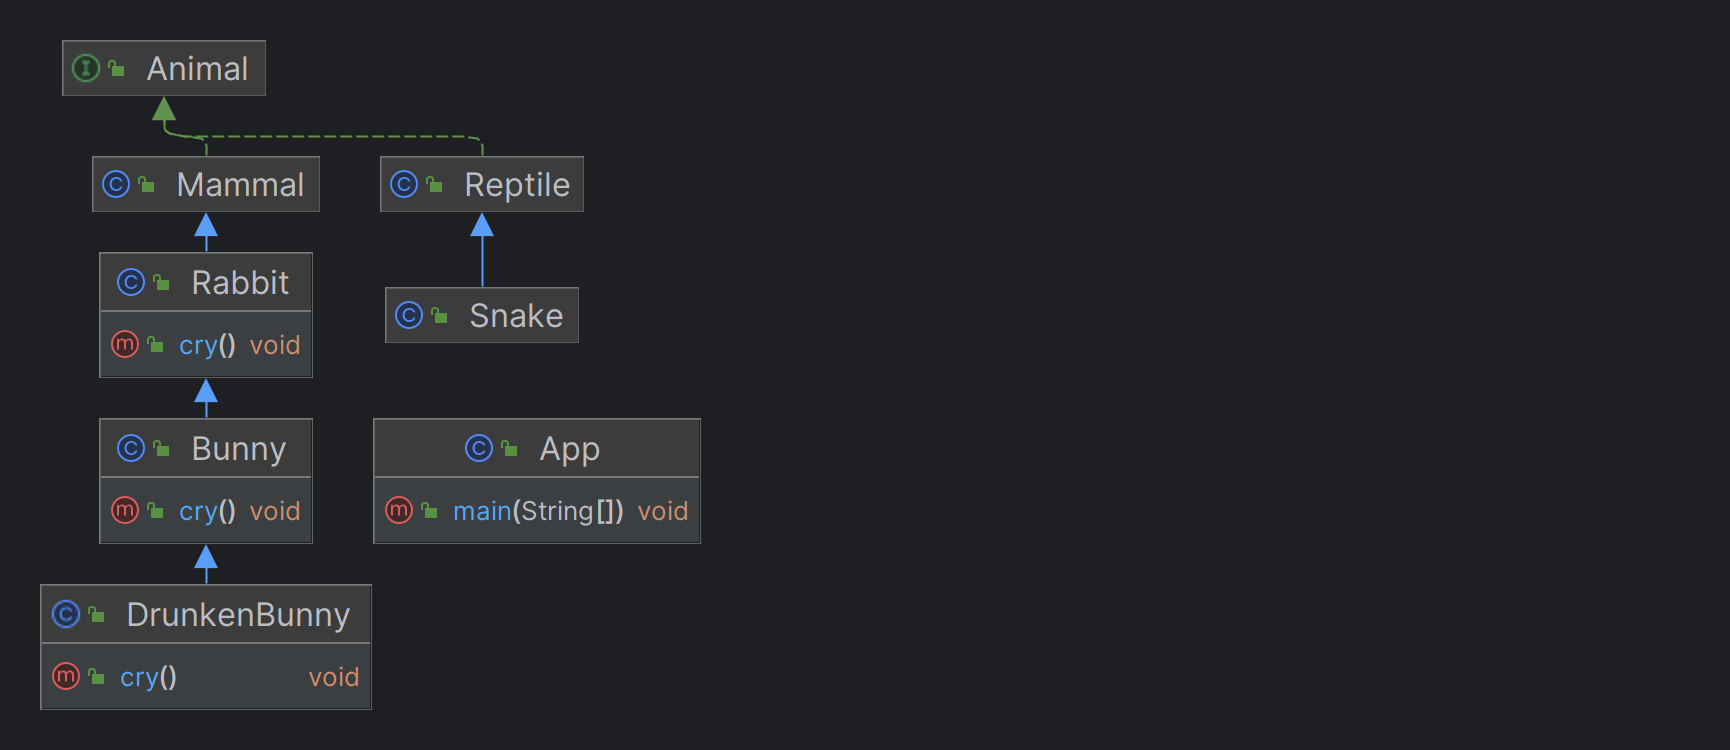 I Animal
C Mammal
C Reptile
C Rabbit
m cry() void
C Snake
C Bunny
m cry() void
C App
m main(String[]) void
C DrunkenBunny
m cry() void